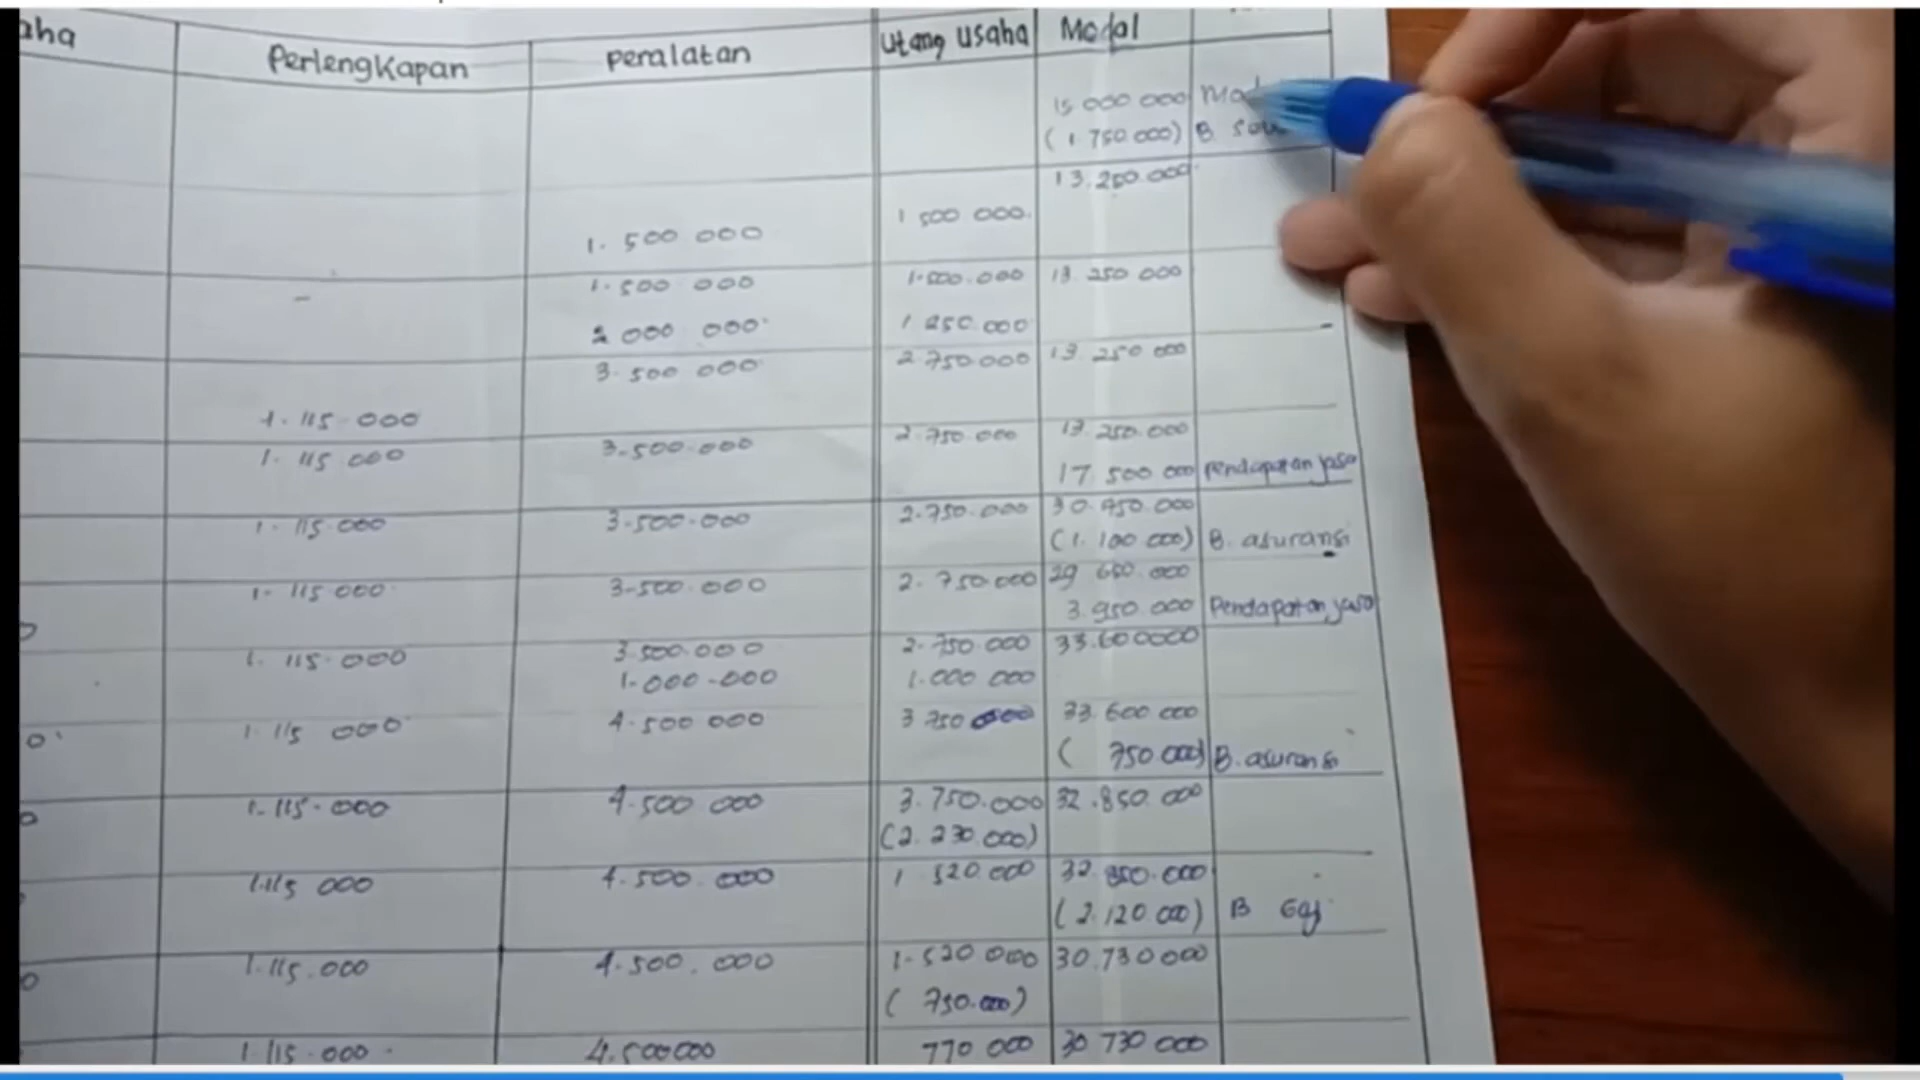 aha Perlengkapan peralatan utang usaha Modal
15 000 000
(1.750.000) B
13.250.000
1. 500 000 1 500 000.
- 1. 500 000 1.500.000 13 250 000
2 000 000 1 250.000
3. 500 000 2 750.000 13 250 000
1. 115 000
1. 115 000 3.500.000 2.750.000 13.250.000
17.500 000 Pendapatan jasa
1. 115.000 3.500.000 2.750.000 30.750.000
(1.100 000) B. asuransi
1. 115 000 3.500.000 2.750.000 29 650.000
3.950.000 Pendapatan jasa
1. 115.000 3.500.000 2.750.000 33.600000
1.000.000 1.000 000
1. 115 000 4.500 000 3 750 000 33.600 000
( 750.000) B. asuransi
1.115.000 4.500 000 3.750.000 32.850.000
(2.230.000)
1.115 000 4.500.000 1 520 000 32.850.000
(2.120.000) B Gaj
1.115.000 4.500.000 1.520 000 30.730000
( 750.000)
1.115.000 4.500000 770 000 30 730 000